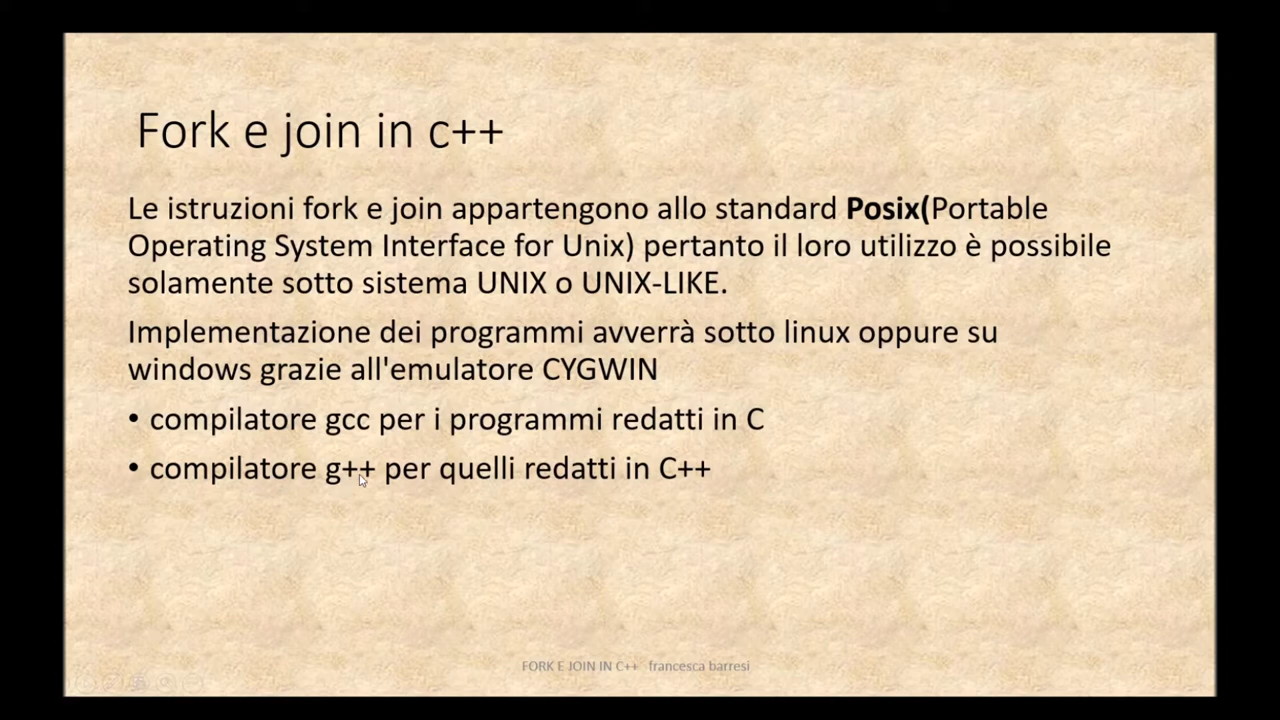 Fork e join in c++
Le istruzioni fork e join appartengono allo standard Posix(Portable
Operating System Interface for Unix) pertanto il loro utilizzo è possibile
solamente sotto sistema UNIX o UNIX-LIKE.
Implementazione dei programmi avverrà sotto linux oppure su
windows grazie all'emulatore CYGWIN
• compilatore gcc per i programmi redatti in C
• compilatore g++ per quelli redatti in C++
FORK E JOIN IN C++ francesca barresi